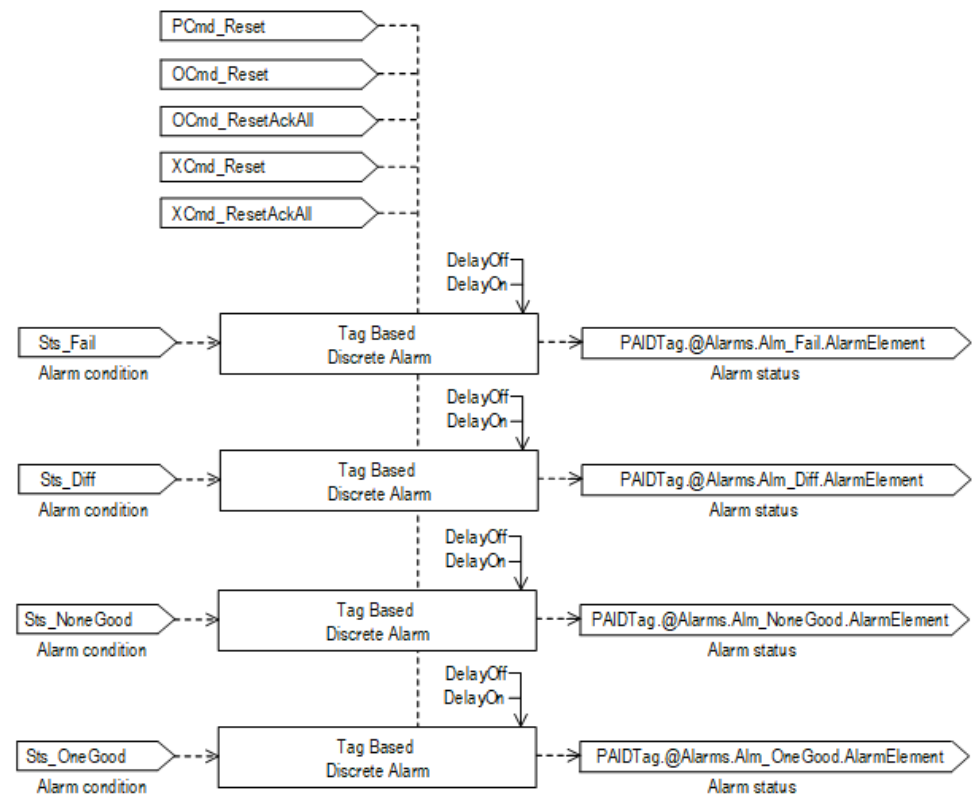 PCmd_Reset
OCmd_Reset
OCmd_ResetAckAll
XCmd_Reset
XCmd_ResetAckAll
DelayOff
DelayOn
Sts_Fail
Alarm condition
Tag Based
Discrete Alarm
PAIDTag.@Alarms.Alm_Fail.AlarmElement
Alarm status
DelayOff
DelayOn
Sts_Diff
Alarm condition
Tag Based
Discrete Alarm
PAIDTag.@Alarms.Alm_Diff.AlarmElement
Alarm status
DelayOff
DelayOn
Sts_NoneGood
Alarm condition
Tag Based
Discrete Alarm
PAIDTag.@Alarms.Alm_NoneGood.AlarmElement
Alarm status
DelayOff
DelayOn
Sts_OneGood
Alarm condition
Tag Based
Discrete Alarm
PAIDTag.@Alarms.Alm_OneGood.AlarmElement
Alarm status